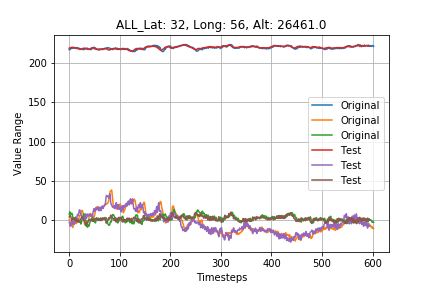 ALL_Lat: 32, Long: 56, Alt: 26461.0
200
150
100
50
0
Value Range
Original
Original
Original
Test
Test
Test
0 100 200 300 400 500 600
Timesteps